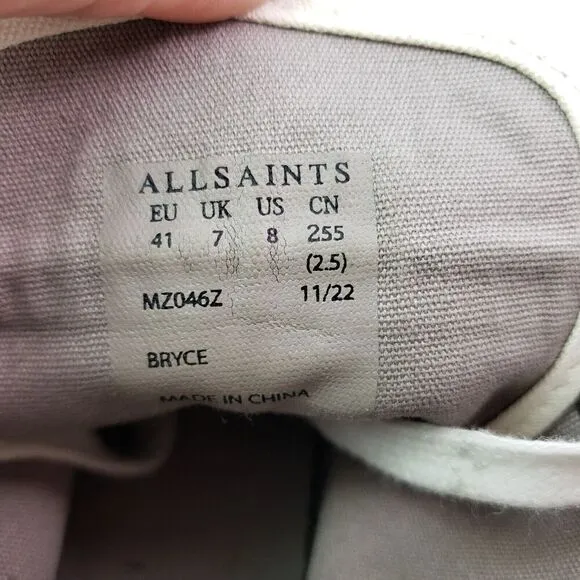 ALLSAINTS
EU UK US CN
41 7 8 255
(2.5)
MZ046Z 11/22
BRYCE
MADE IN CHINA